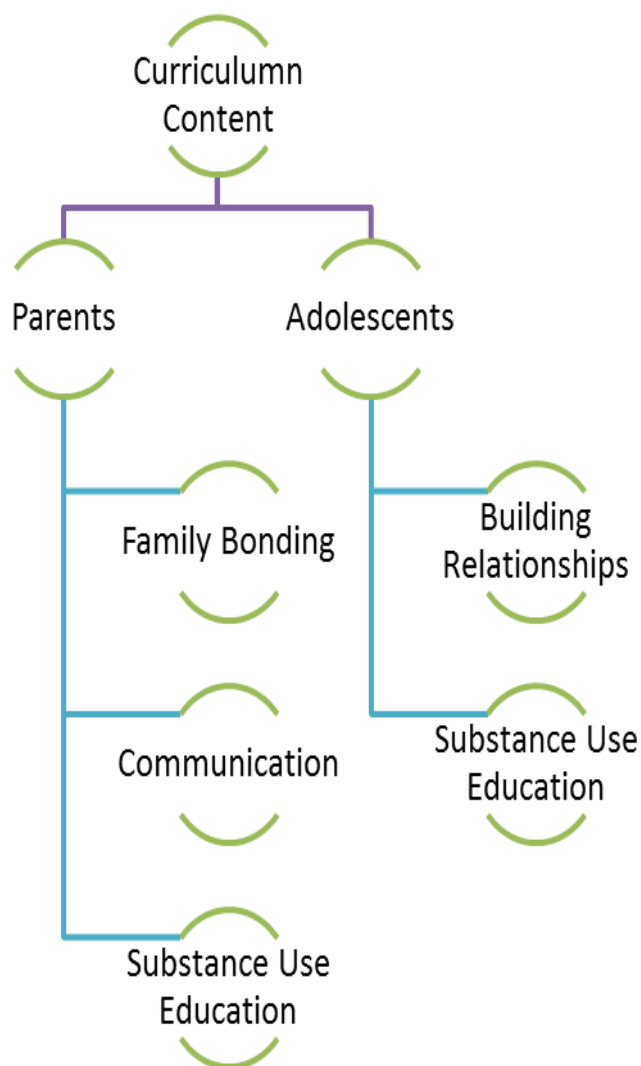 Curriculumn
Content
Parents
Adolescents
Family Bonding
Communication
Substance Use
Education
Building
Relationships
Substance Use
Education